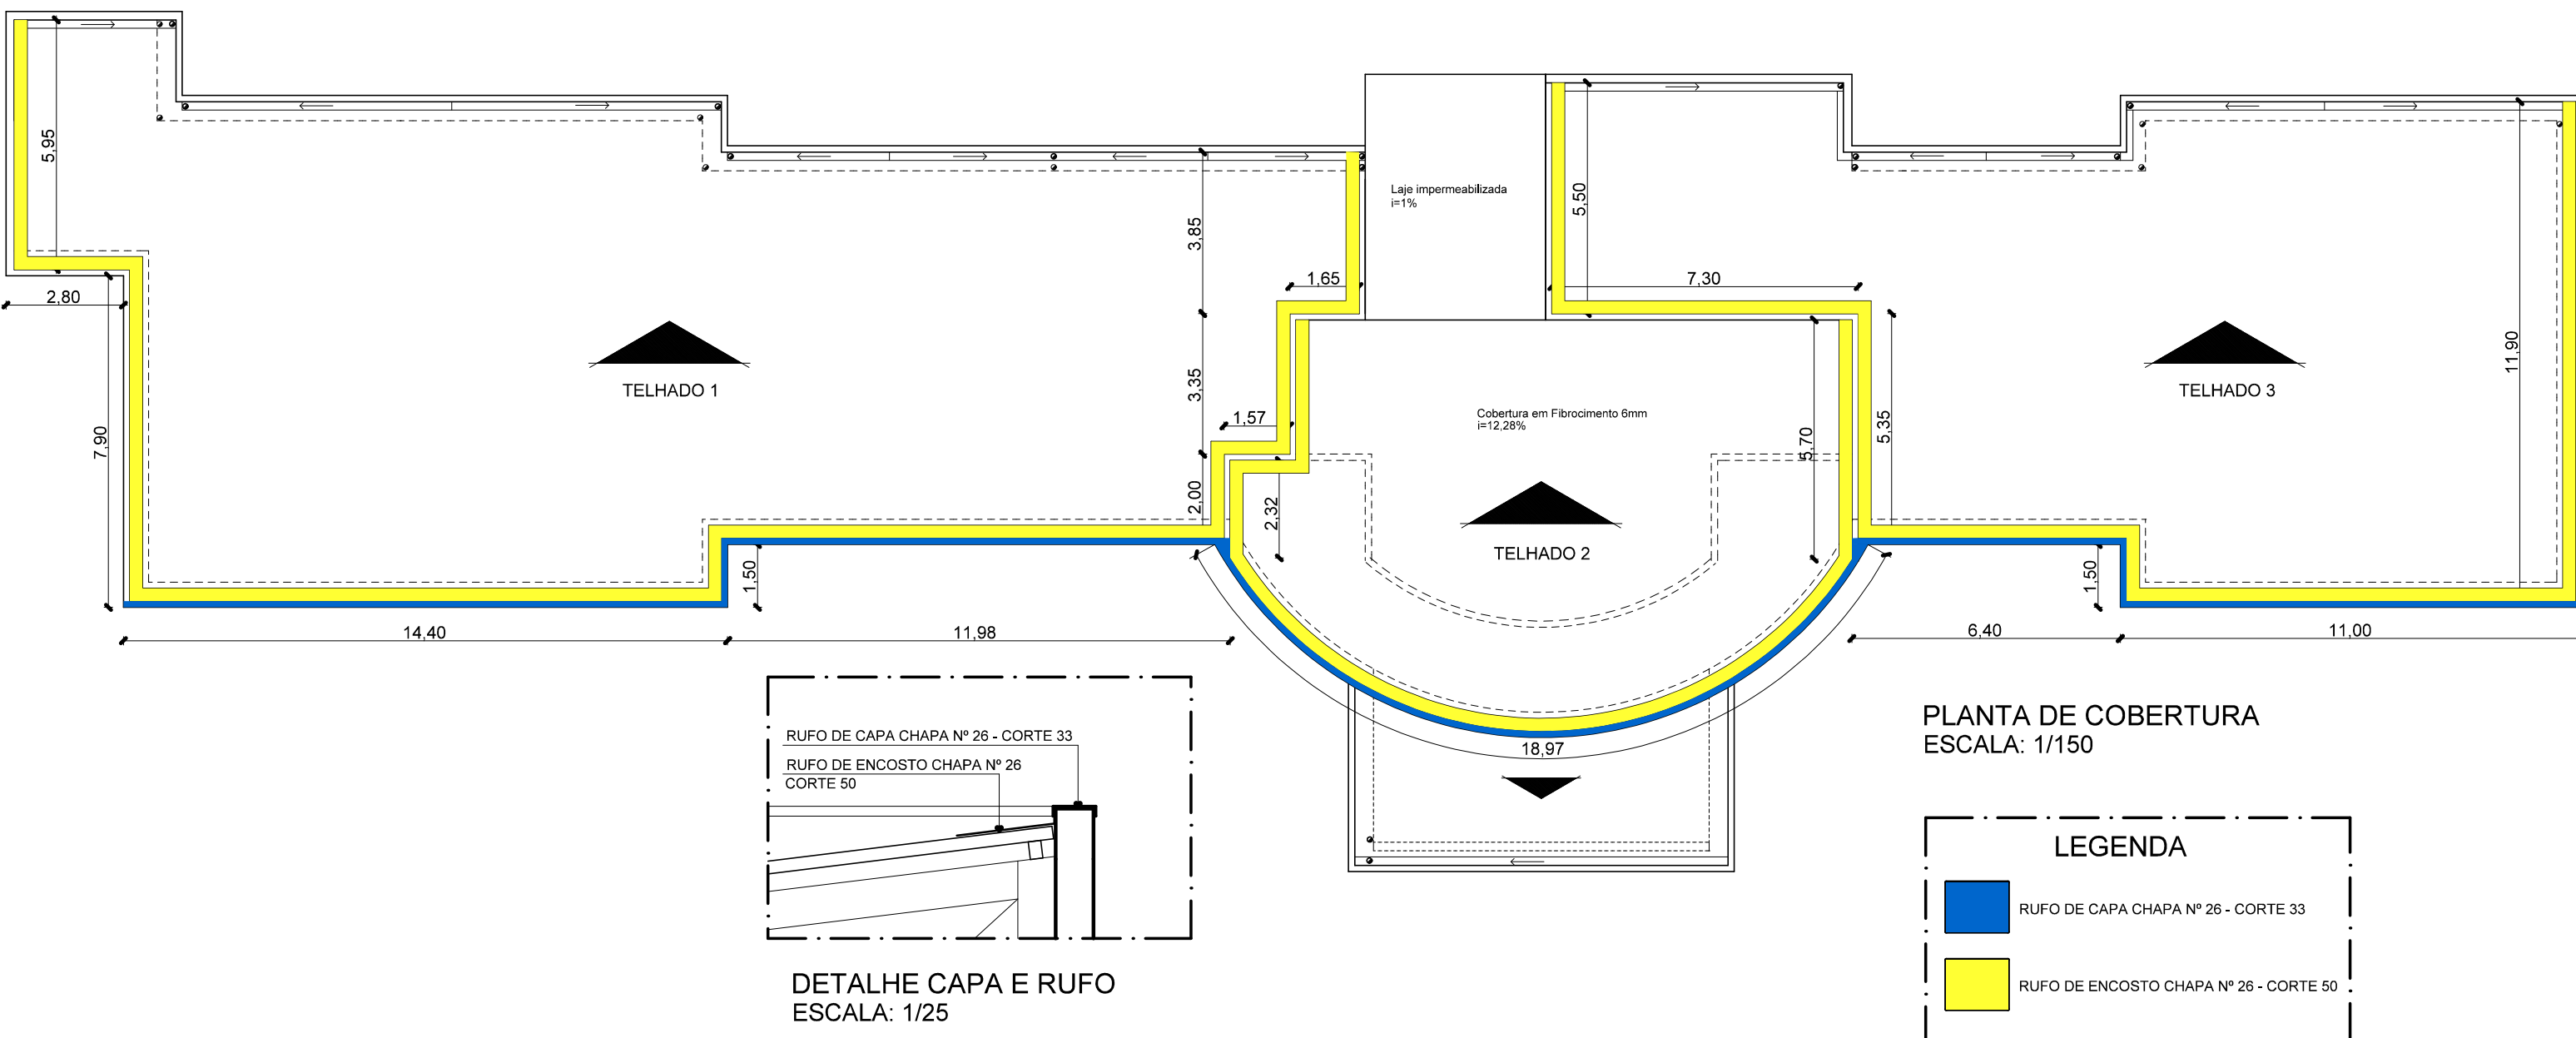 5,95
3,85
Laje impermeabilizada
i=1%
5,50
2,80
1,65
7,30
TELHADO 1
3,35
TELHADO 3
11,90
1,57
Cobertura em Fibrocimento 6mm
i=12,28%
5,70
5,35
7,90
2,00
2,32
TELHADO 2
1,50
1,50
14,40
11,98
6,40
11,00
18,97
PLANTA DE COBERTURA
ESCALA: 1/150
RUFO DE CAPA CHAPA Nº 26 - CORTE 33
RUFO DE ENCOSTO CHAPA Nº 26
CORTE 50
DETALHE CAPA E RUFO
ESCALA: 1/25
LEGENDA
RUFO DE CAPA CHAPA Nº 26 - CORTE 33
RUFO DE ENCOSTO CHAPA Nº 26 - CORTE 50